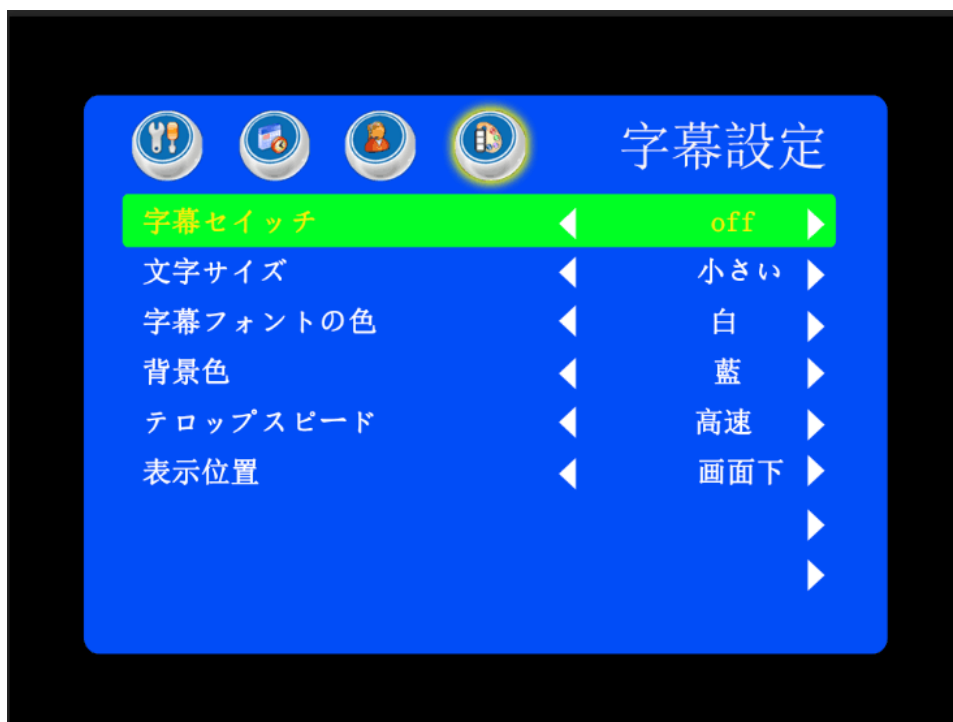 字幕設定
字幕セイッチ off
文字サイズ 小さい
字幕フォントの色 白
背景色 藍
テロップスピード 高速
表示位置 画面下